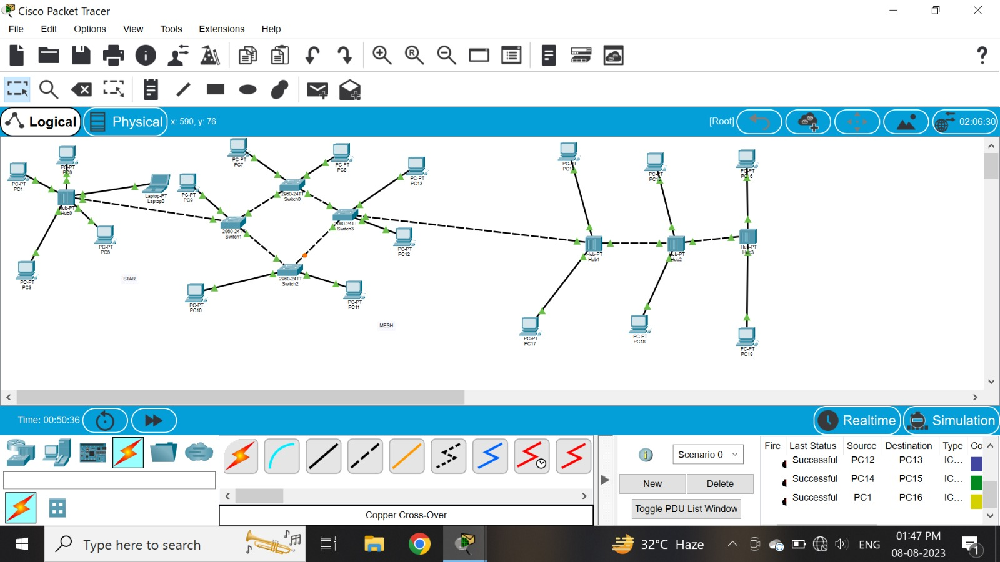 Cisco Packet Tracer
File Edit Options View Tools Extensions Help
R
?
Logical Physical x: 590, y: 76 [Root] 02:06:30
PC-PT
PC0
PC-PT
PC1
Hub-PT
Hub0
Laptop-PT
Laptop0
PC-PT
PC3
STAR
PC-PT
PC7
PC-PT
PC8
PC-PT
PC9
PC-PT
PC13
2960-24TT
Switch0
2960-24TT
Switch1
2960-24TT
Switch3
PC-PT
PC12
2960-24TT
Switch2
PC-PT
PC10
PC-PT
PC11
MESH
PC-PT
PC14
PC-PT
PC15
PC-PT
PC16
Hub-PT
Hub1
Hub-PT
Hub2
Hub-PT
Hub3
PC-PT
PC17
PC-PT
PC18
PC-PT
PC19
Time: 00:50:36 Realtime Simulation
Scenario 0
New Delete
Toggle PDU List Window
Copper Cross-Over
Fire Last Status Source Destination Type Co
Successful PC12 PC13 IC...
Successful PC14 PC15 IC...
Successful PC1 PC16 IC...
Type here to search
32°C Haze
ENG
01:47 PM
08-08-2023
1